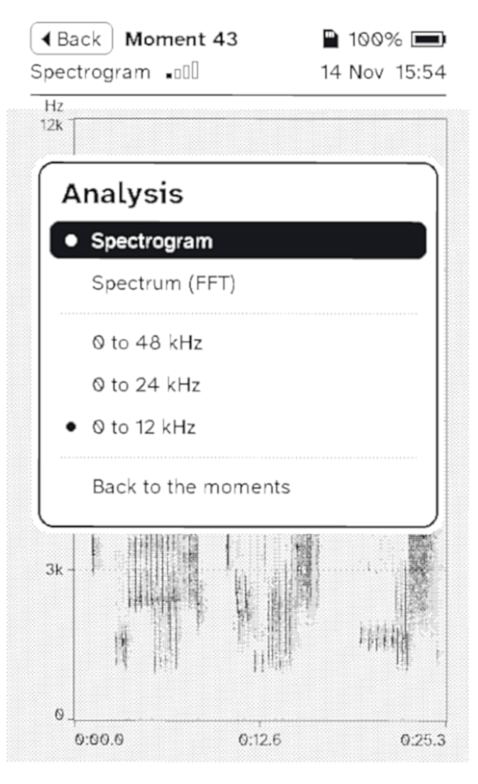 Back Moment 43 100%
Spectrogram 14 Nov 15:54
Hz
12k
Analysis
Spectrogram
Spectrum (FFT)
0 to 48 kHz
0 to 24 kHz
0 to 12 kHz
Back to the moments
3k
0
0:00.0 0:12.6 0:25.3